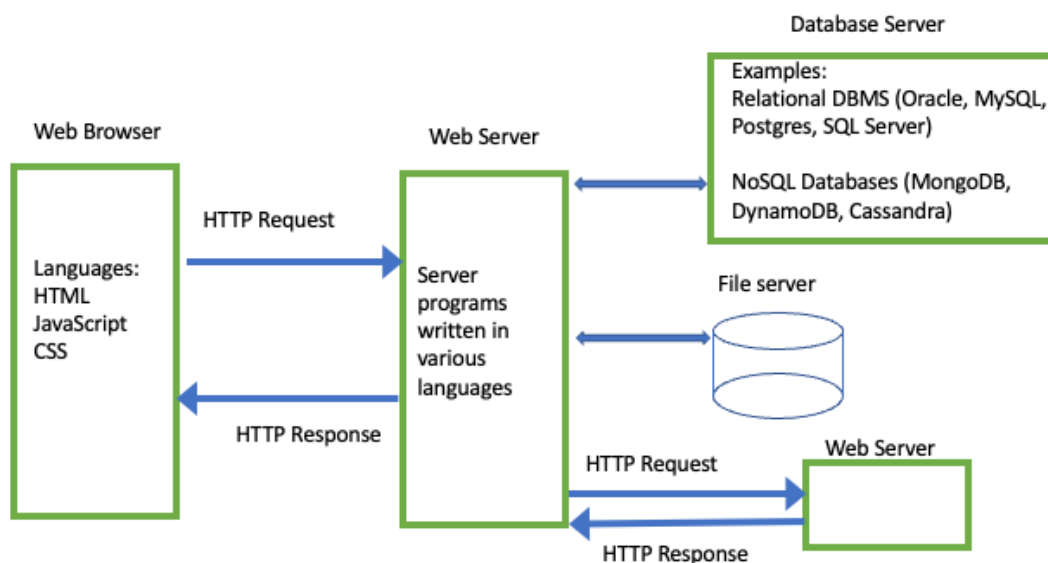 Database Server
Examples:
Relational DBMS (Oracle, MySQL,
Postgres, SQL Server)
NoSQL Databases (MongoDB,
DynamoDB, Cassandra)
Web Browser
Languages:
HTML
JavaScript
CSS
HTTP Request
HTTP Response
Web Server
Server
programs
written in
various
languages
File server
Web Server
HTTP Request
HTTP Response